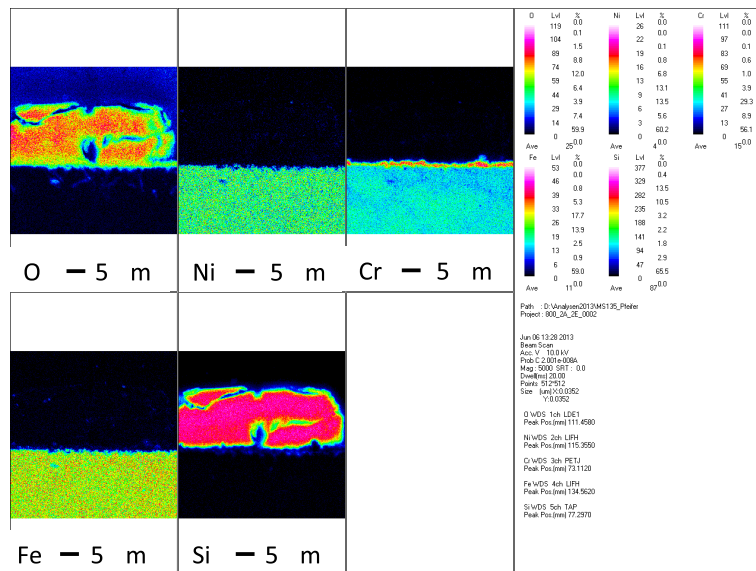 O Lvl %
119 0.0
0.1
104 1.5
89 8.8
74 12.0
59 6.4
44 3.9
29 7.4
14 59.9
0 0.0
Ave 25
Ni Lvl %
26 0.0
0.1
22 0.1
19 0.8
16 6.8
13 13.1
9 13.5
6 5.6
3 60.2
0 0.0
Ave 4
Cr Lvl %
111 0.0
0.0
97 0.1
83 0.6
69 1.0
55 3.9
41 29.3
27 8.9
13 56.1
0 0.0
Ave 15
O – 5 m
Ni – 5 m
Cr – 5 m
Fe Lvl %
53 0.0
0.0
46 0.8
39 5.3
33 17.7
26 13.9
19 2.5
13 0.9
6 59.0
0 0.0
Ave 11
Si Lvl %
377 0.0
0.4
329 13.5
282 10.5
235 3.2
188 2.2
141 1.8
94 2.9
47 65.5
0 0.0
Ave 87
Path : D:\Analysen2013\MS135_Pfeifer
Project : 800_2A_2E_0002
Jun 06 13:28 2013
Beam Scan
Acc. V 10.0 kV
Prob C 2.001e-008A
Mag : 5000 SRT : 0.0
Dwell(ms) 20.00
Points 512*512
Size (um) X:0.0352
Y:0.0352
O WDS 1ch LDE1
Peak Pos.(mm) 111.4580
Ni WDS 2ch LIFH
Peak Pos.(mm) 115.3550
Cr WDS 3ch PETJ
Peak Pos.(mm) 73.1120
Fe WDS 4ch LIFH
Peak Pos.(mm) 134.5620
Si WDS 5ch TAP
Peak Pos.(mm) 77.2970
Fe – 5 m
Si – 5 m